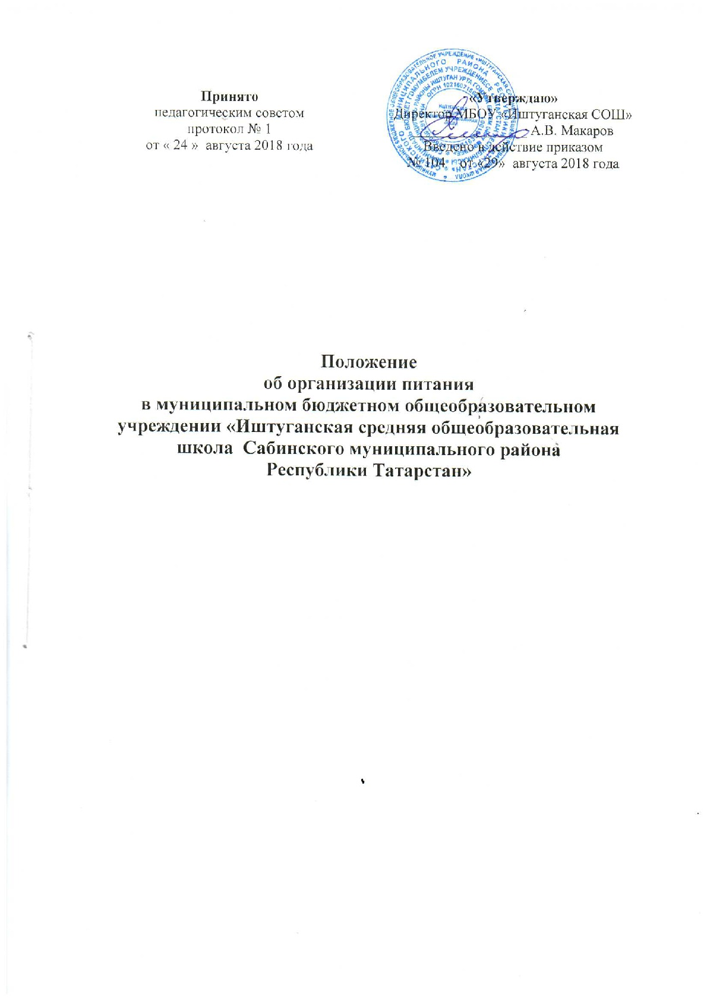 Принято
педагогическим советом
протокол № 1
от « 24 » августа 2018 года
«Утверждаю»
Директор МБОУ «Иштуганская СОШ»
А.В. Макаров
Введено в действие приказом
№ 104 от «29» августа 2018 года
Положение
об организации питания
в муниципальном бюджетном общеобразовательном
учреждении «Иштуганская средняя общеобразовательная
школа Сабинского муниципального района
Республики Татарстан»